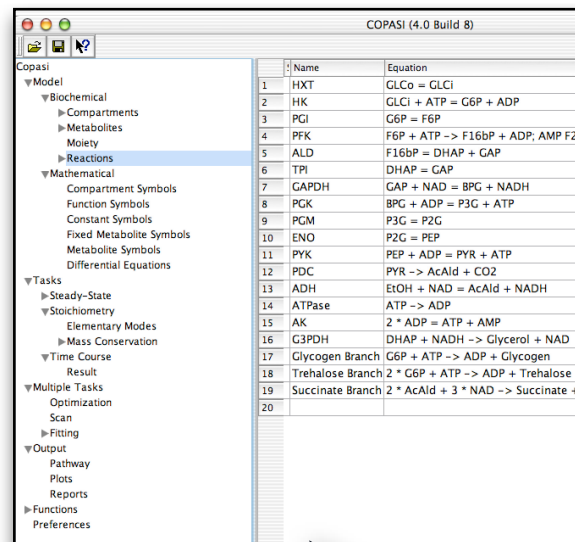 COPASI (4.0 Build 8)
Copasi
Model
Biochemical
Compartments
Metabolites
Moiety
Reactions
Mathematical
Compartment Symbols
Function Symbols
Constant Symbols
Fixed Metabolite Symbols
Metabolite Symbols
Differential Equations
Tasks
Steady-State
Stoichiometry
Elementary Modes
Mass Conservation
Time Course
Result
Multiple Tasks
Optimization
Scan
Fitting
Output
Pathway
Plots
Reports
Functions
Preferences
! Name Equation
1 HXT GLCo = GLCi
2 HK GLCi + ATP = G6P + ADP
3 PGI G6P = F6P
4 PFK F6P + ATP -> F16bP + ADP; AMP F2
5 ALD F16bP = DHAP + GAP
6 TPI DHAP = GAP
7 GAPDH GAP + NAD = BPG + NADH
8 PGK BPG + ADP = P3G + ATP
9 PGM P3G = P2G
10 ENO P2G = PEP
11 PYK PEP + ADP = PYR + ATP
12 PDC PYR -> AcAld + CO2
13 ADH EtOH + NAD = AcAld + NADH
14 ATPase ATP -> ADP
15 AK 2 * ADP = ATP + AMP
16 G3PDH DHAP + NADH -> Glycerol + NAD
17 Glycogen Branch G6P + ATP -> ADP + Glycogen
18 Trehalose Branch 2 * G6P + ATP -> ADP + Trehalose
19 Succinate Branch 2 * AcAld + 3 * NAD -> Succinate +
20